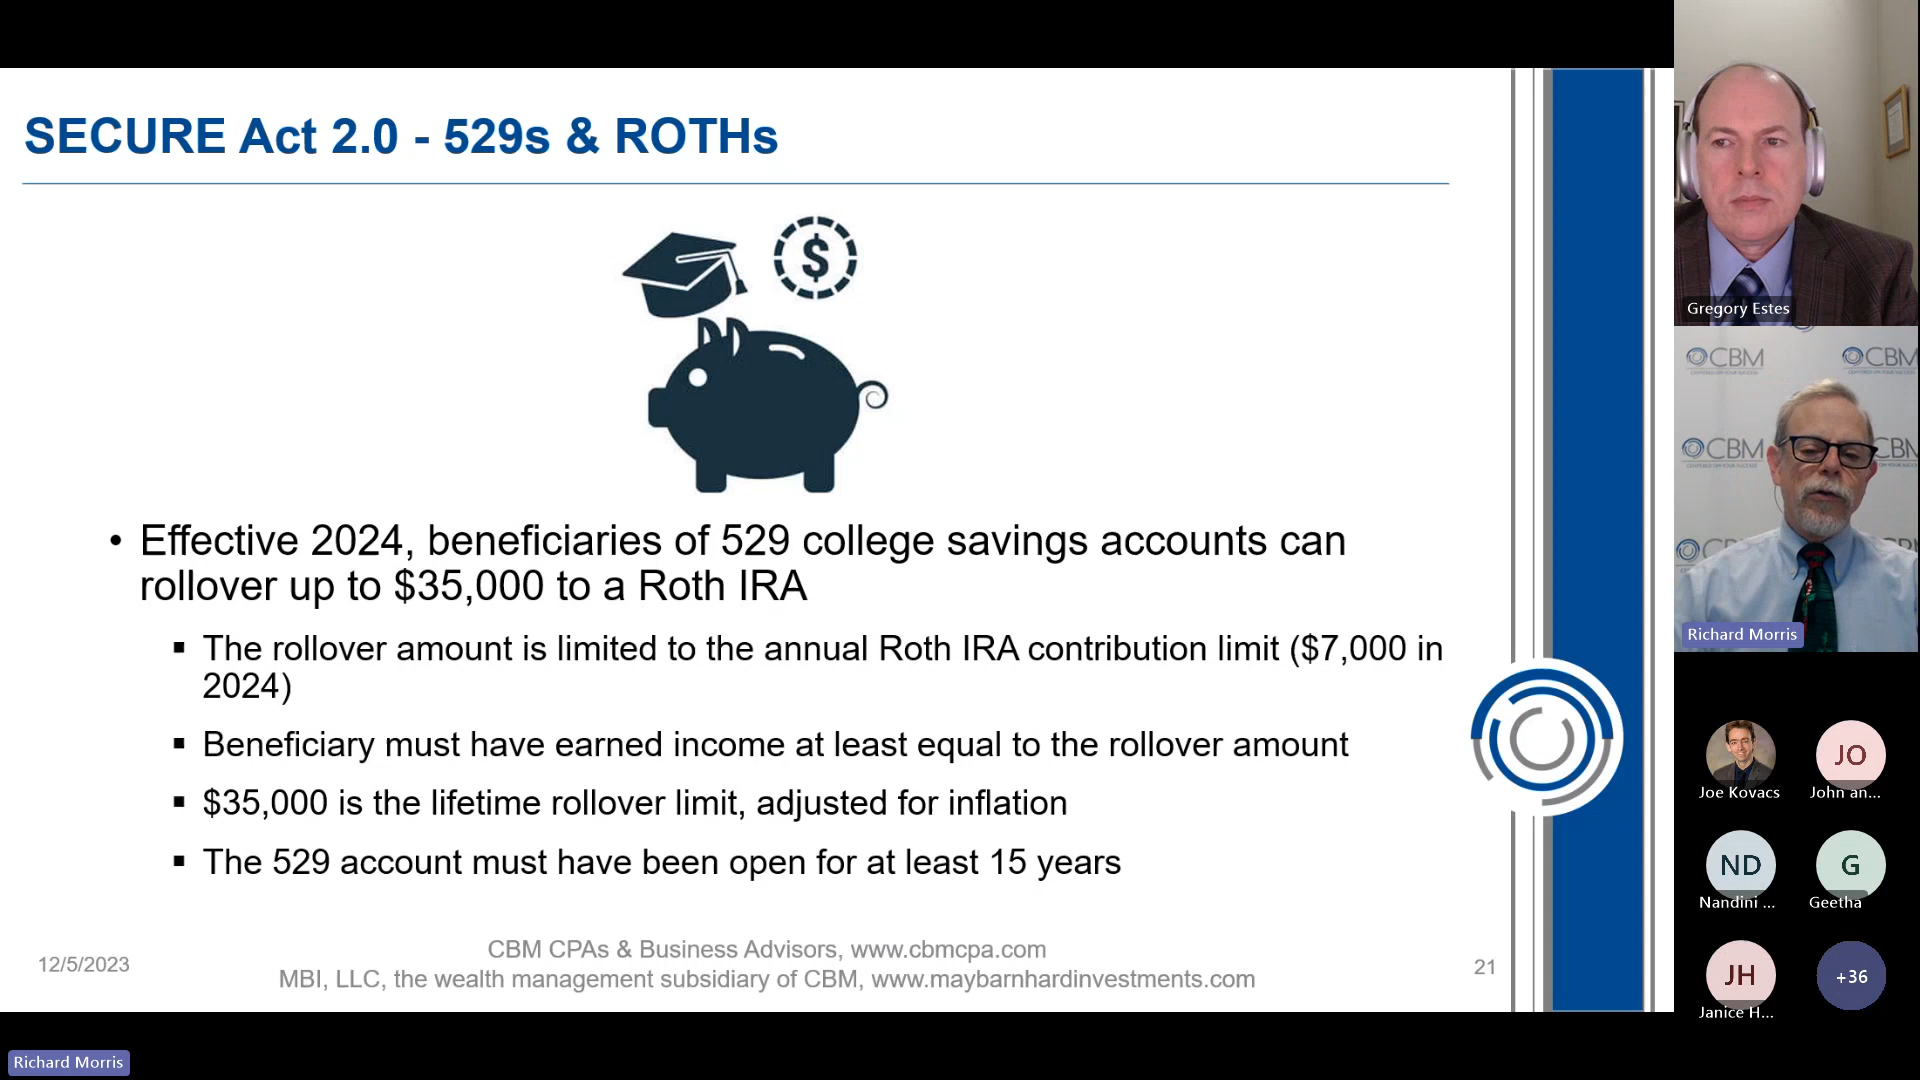 SECURE Act 2.0 - 529s & ROTHs
$
• Effective 2024, beneficiaries of 529 college savings accounts can
rollover up to $35,000 to a Roth IRA
▪ The rollover amount is limited to the annual Roth IRA contribution limit ($7,000 in
2024)
▪ Beneficiary must have earned income at least equal to the rollover amount
▪ $35,000 is the lifetime rollover limit, adjusted for inflation
▪ The 529 account must have been open for at least 15 years
12/5/2023
CBM CPAs & Business Advisors, www.cbmcpa.com
MBI, LLC, the wealth management subsidiary of CBM, www.maybarnhardinvestments.com
21
Richard Morris
Gregory Estes
CBM
CBM
CBM
CBM
Richard Morris
Joe Kovacs
JO
John an...
ND
Nandini ...
G
Geetha
JH
Janice H...
+36